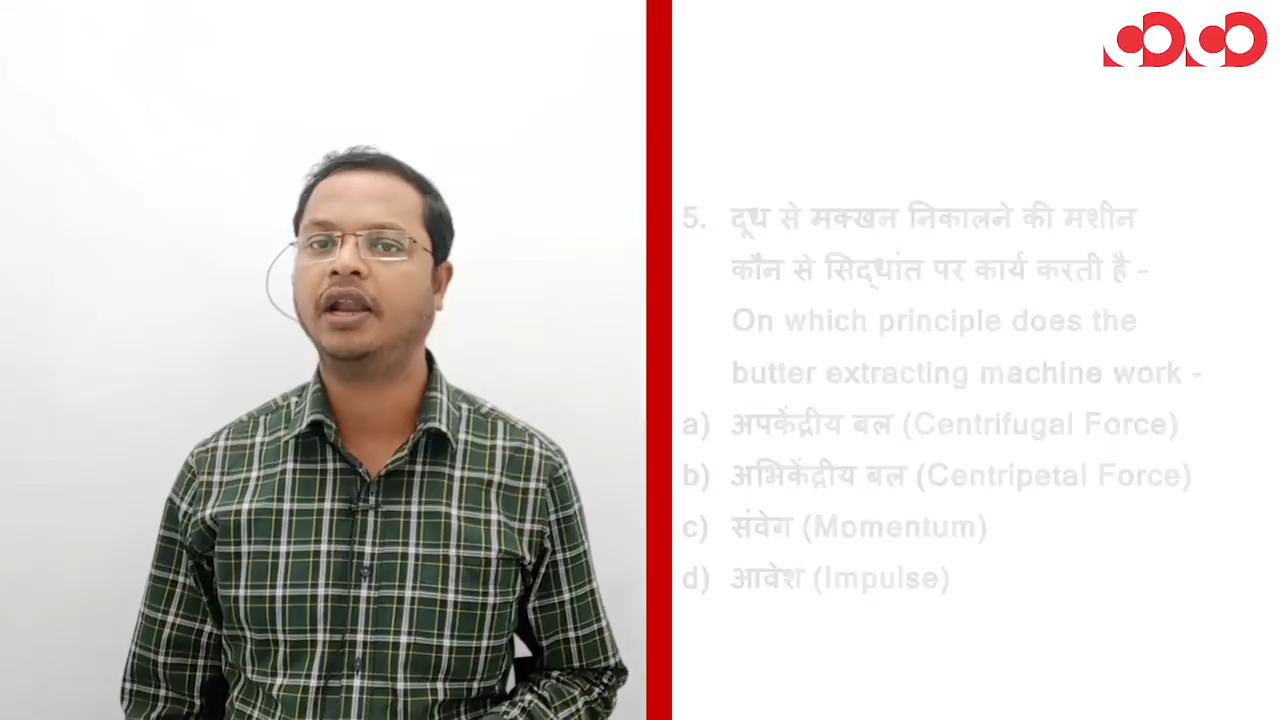 5. दूध से मक्खन निकालने की मशीन
कौन से सिद्धांत पर कार्य करती है -
On which principle does the
butter extracting machine work -
a) अपकेंद्रीय बल (Centrifugal Force)
b) अभिकेंद्रीय बल (Centripetal Force)
c) संवेग (Momentum)
d) आवेश (Impulse)